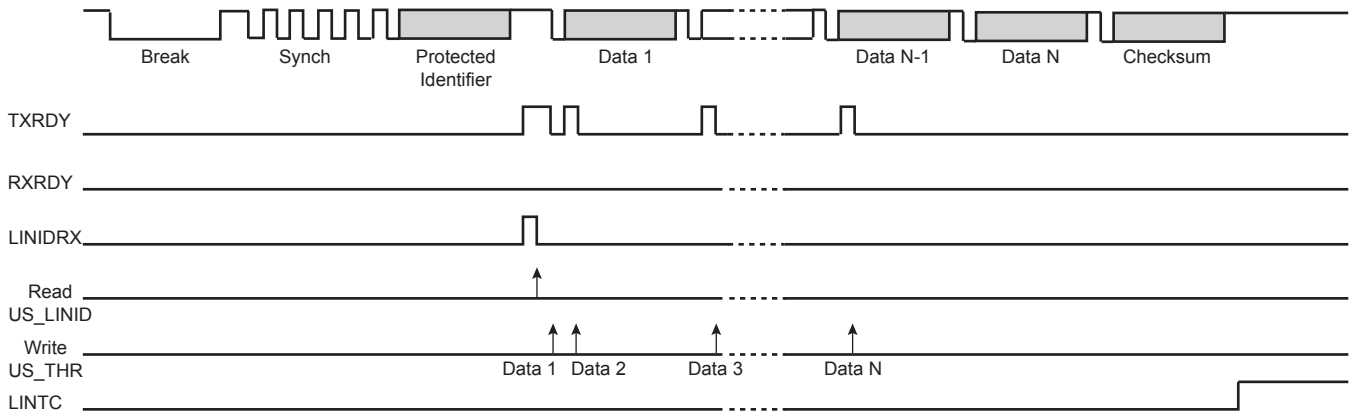 Break Synch Protected Data 1 Data N-1 Data N Checksum
Identifier
TXRDY
RXRDY
LINIDRX
Read
US_LINID
Write
US_THR
Data 1 Data 2 Data 3 Data N
LINTC